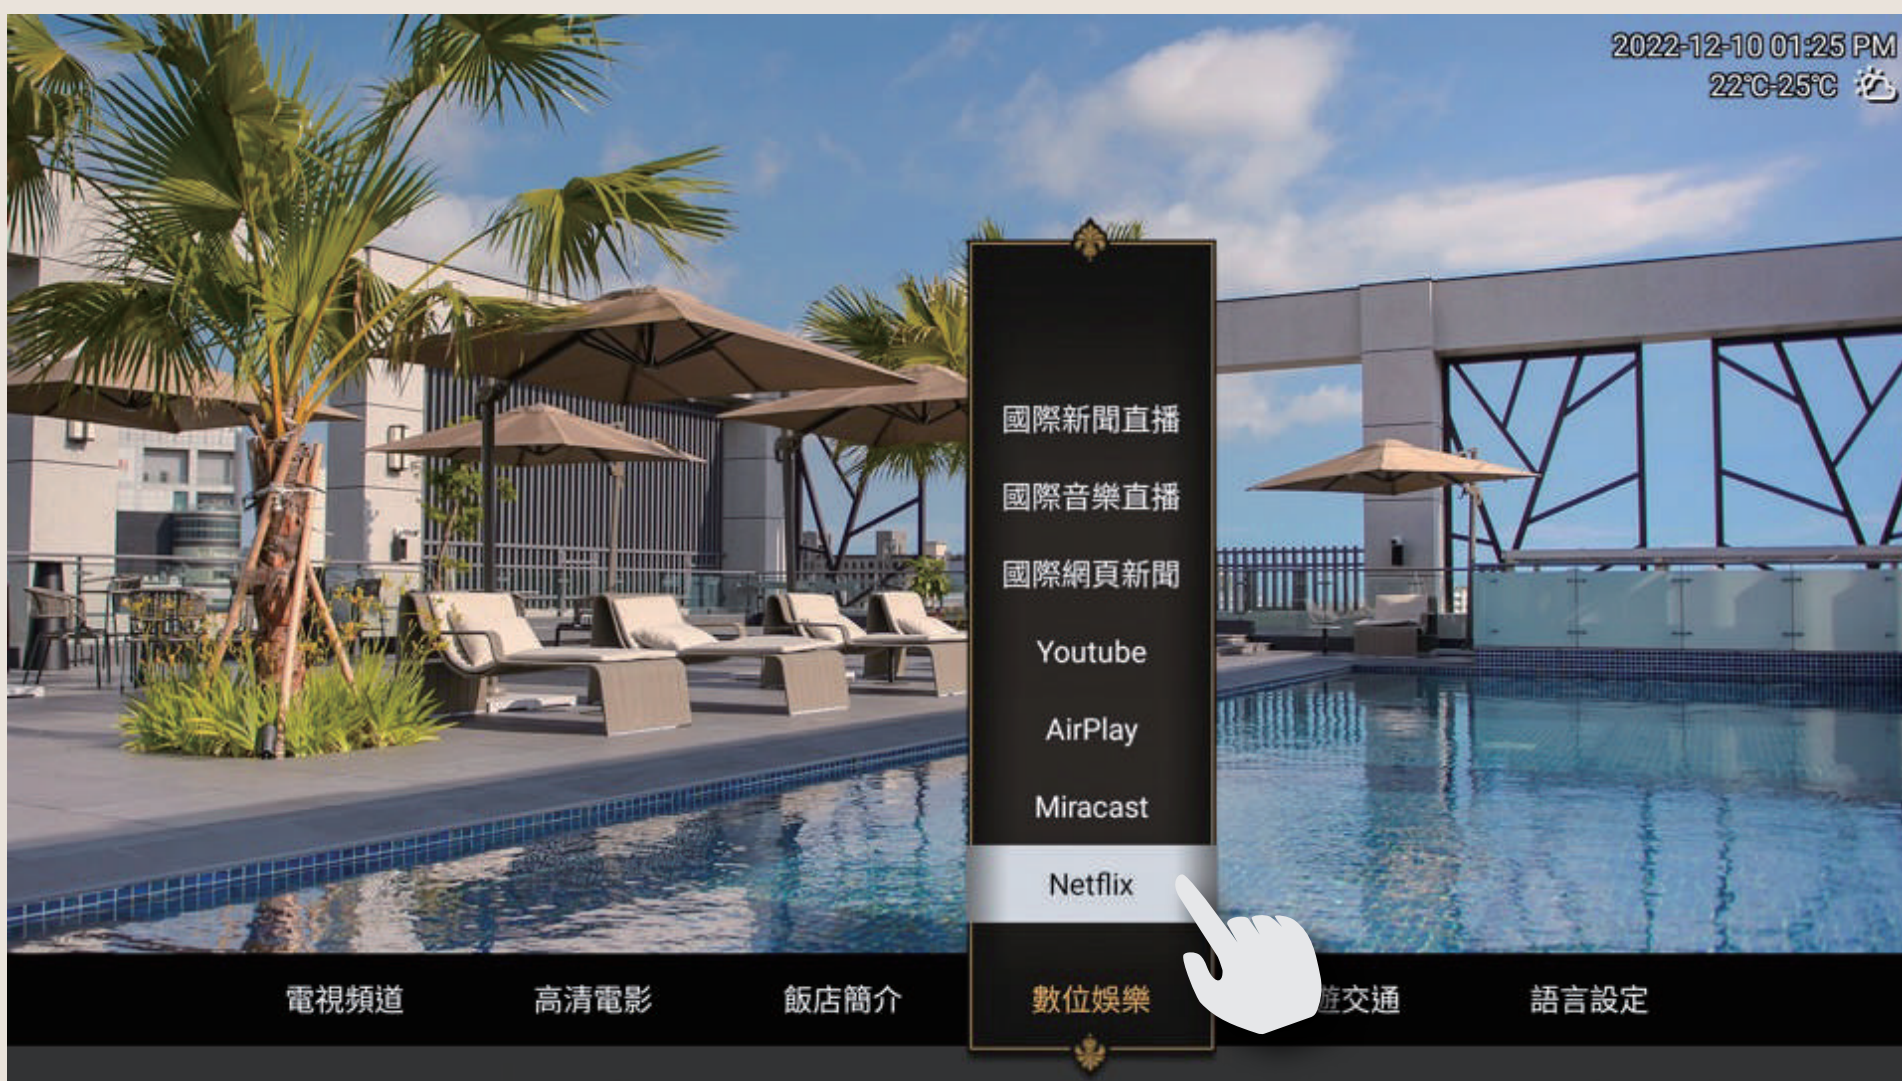 2022-12-10 01:25 PM
22°C-25°C
國際新聞直播
國際音樂直播
國際網頁新聞
Youtube
AirPlay
Miracast
Netflix
電視頻道
高清電影
飯店簡介
數位娛樂
遊交通
語言設定